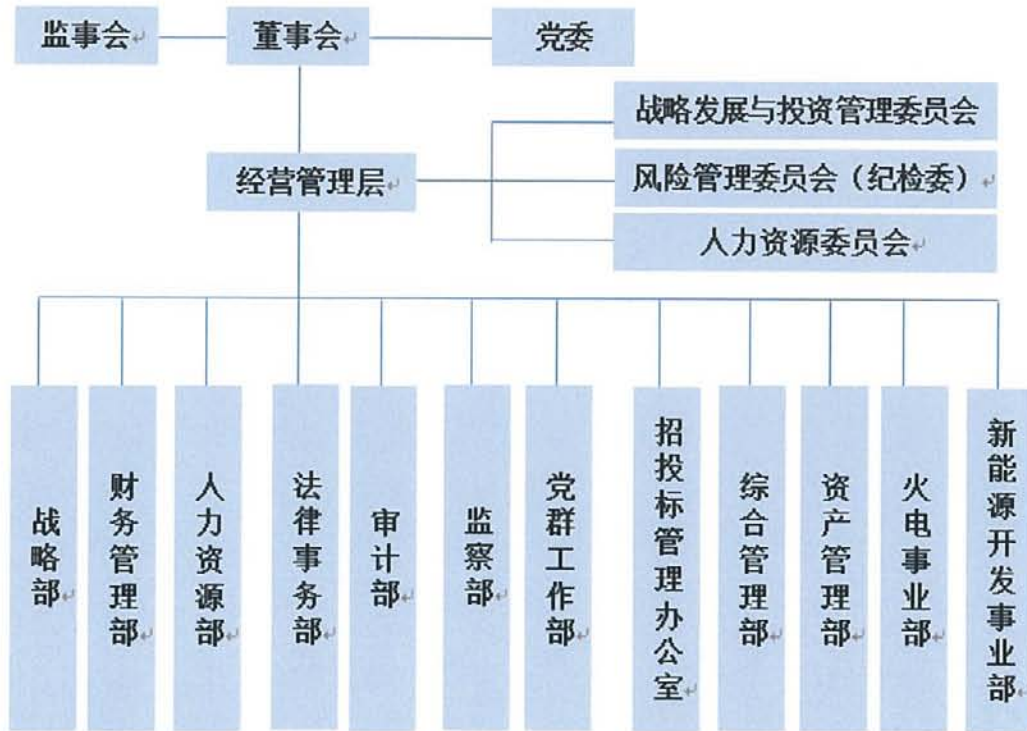 监事会
董事会
党委
战略发展与投资管理委员会
经营管理层
风险管理委员会（纪检委）
人力资源委员会
战略部
财务管理部
人力资源部
法律事务部
审计部
监察部
党群工作部
招投标管理办公室
综合管理部
资产管理部
火电事业部
新能源开发事业部